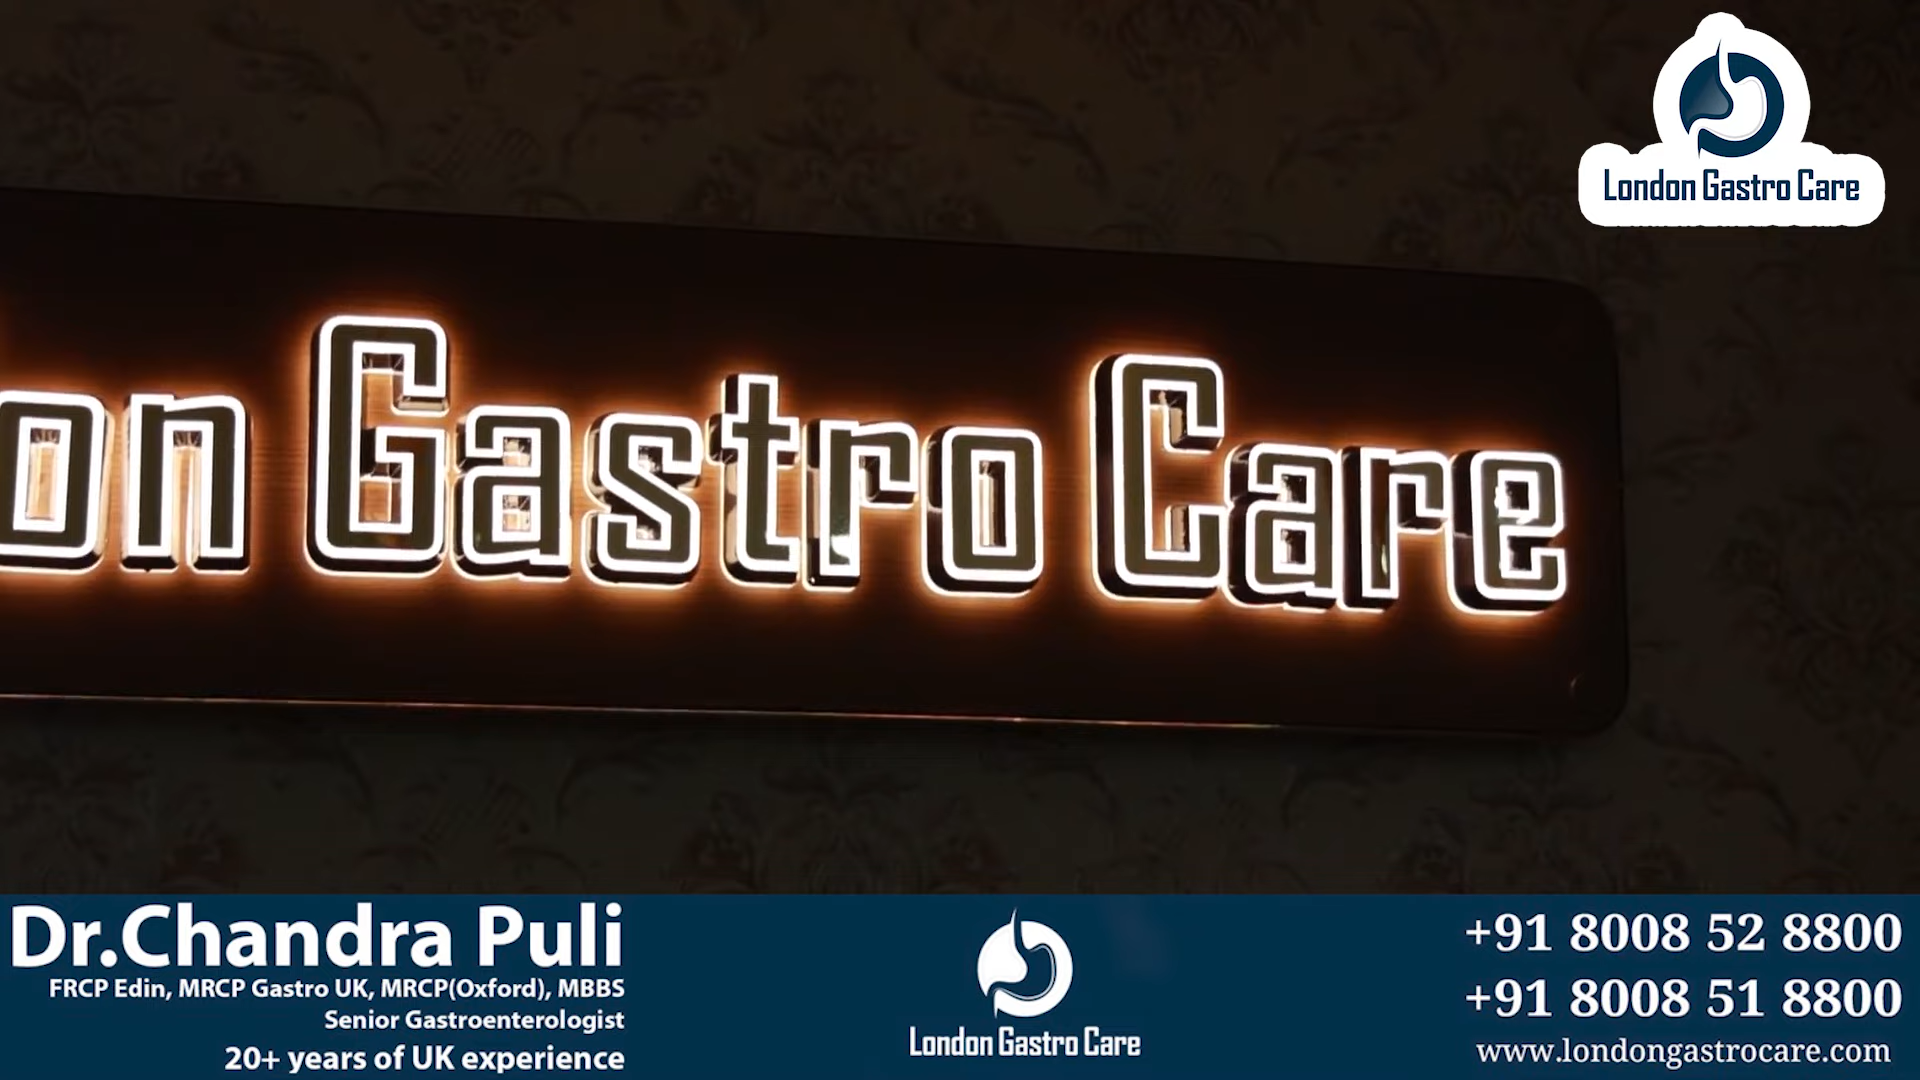 London Gastro Care
on Gastro Care
Dr.Chandra Puli
FRCP Edin, MRCP Gastro UK, MRCP(Oxford), MBBS
Senior Gastroenterologist
20+ years of UK experience
London Gastro Care
+91 8008 52 8800
+91 8008 51 8800
www.londongastrocare.com